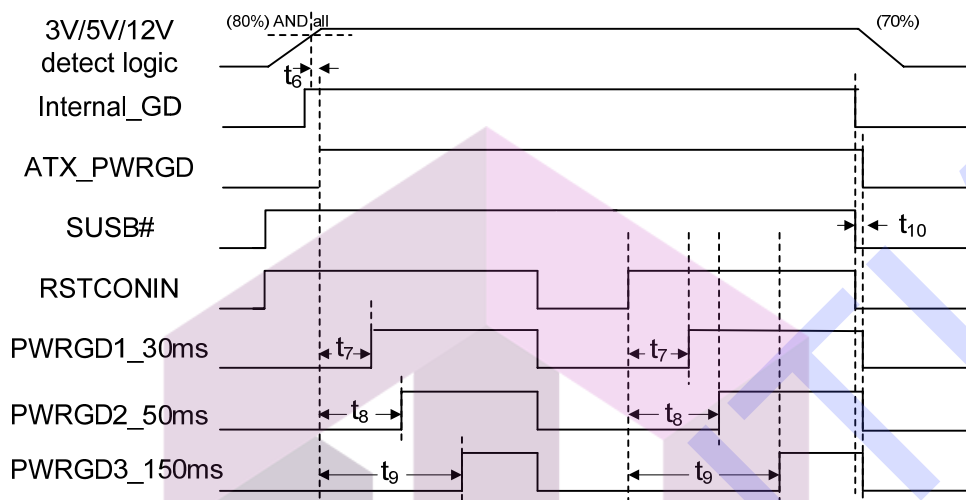 (80%) AND all
(70%)
3V/5V/12V
detect logic
t6
Internal_GD
ATX_PWRGD
SUSB#
t10
RSTCONIN
PWRGD1_30ms
t7
t7
PWRGD2_50ms
t8
t8
PWRGD3_150ms
t9
t9